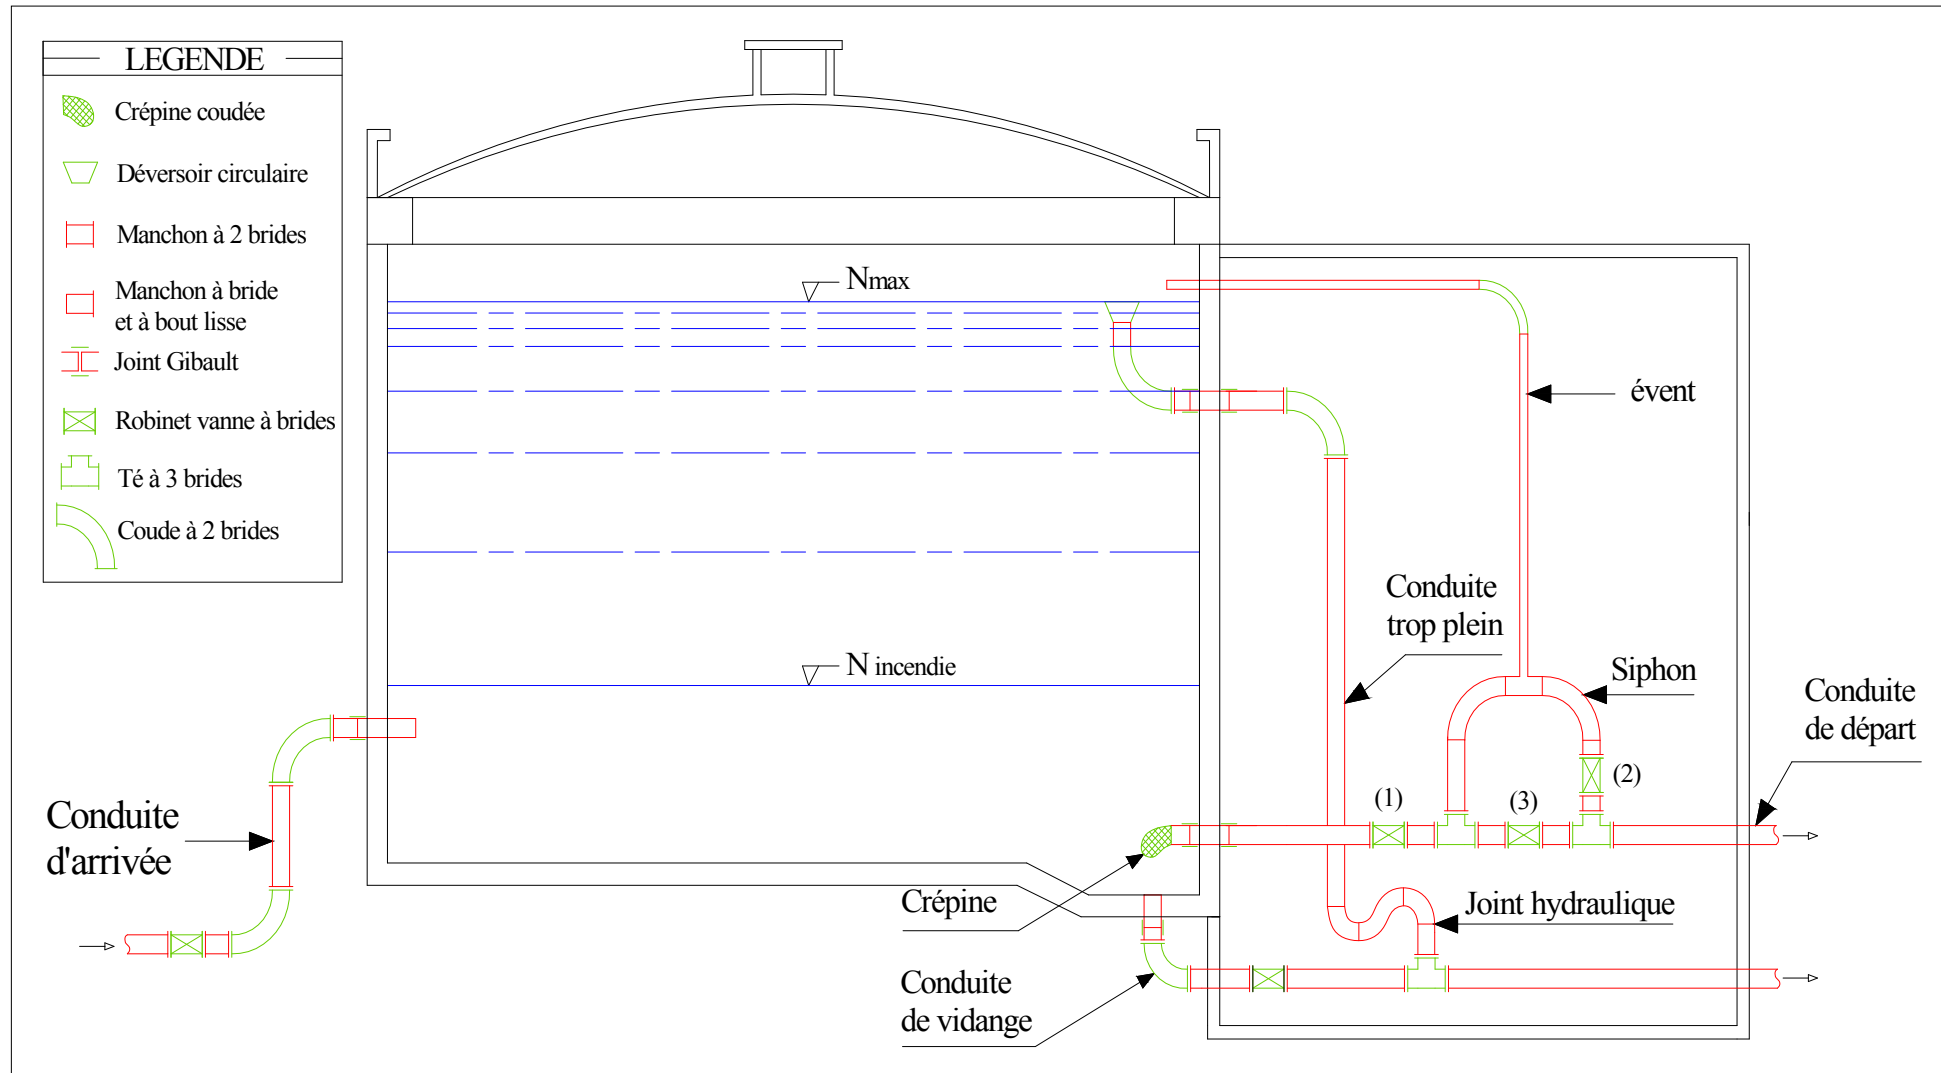 LEGENDE
Crépine coudée
Déversoir circulaire
Manchon à 2 brides
Manchon à bride
et à bout lisse
Joint Gibault
Robinet vanne à brides
Té à 3 brides
Coude à 2 brides
Nmax
évent
Conduite
trop plein
N incendie
Siphon
Conduite
de départ
(2)
(1)
(3)
Conduite
d'arrivée
Crépine
Joint hydraulique
Conduite
de vidange